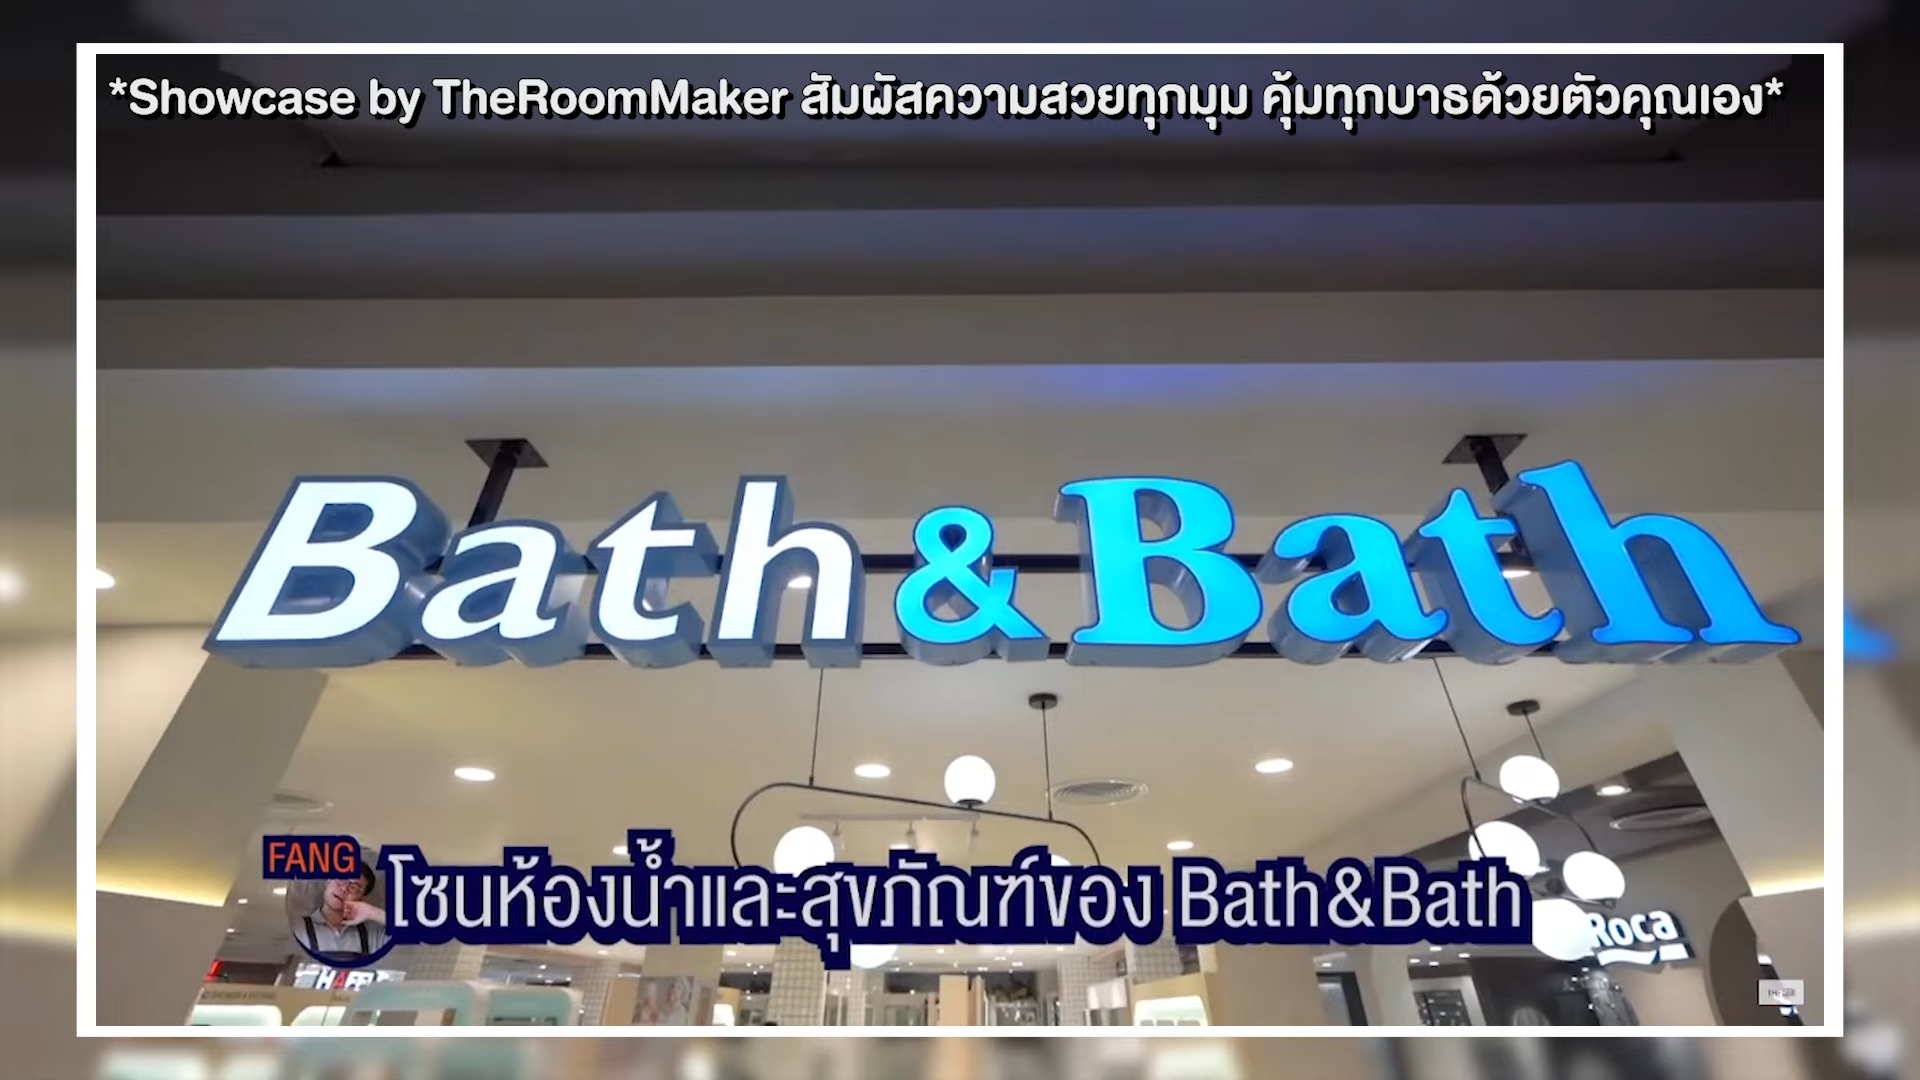 *Showcase by TheRoomMaker สัมผัสความสวยทุกมุม คุ้มทุกบาทด้วยตัวคุณเอง*
Bath & Bath
FANG
โซนห้องน้ำและสุขภัณฑ์ของ Bath&Bath
Roca